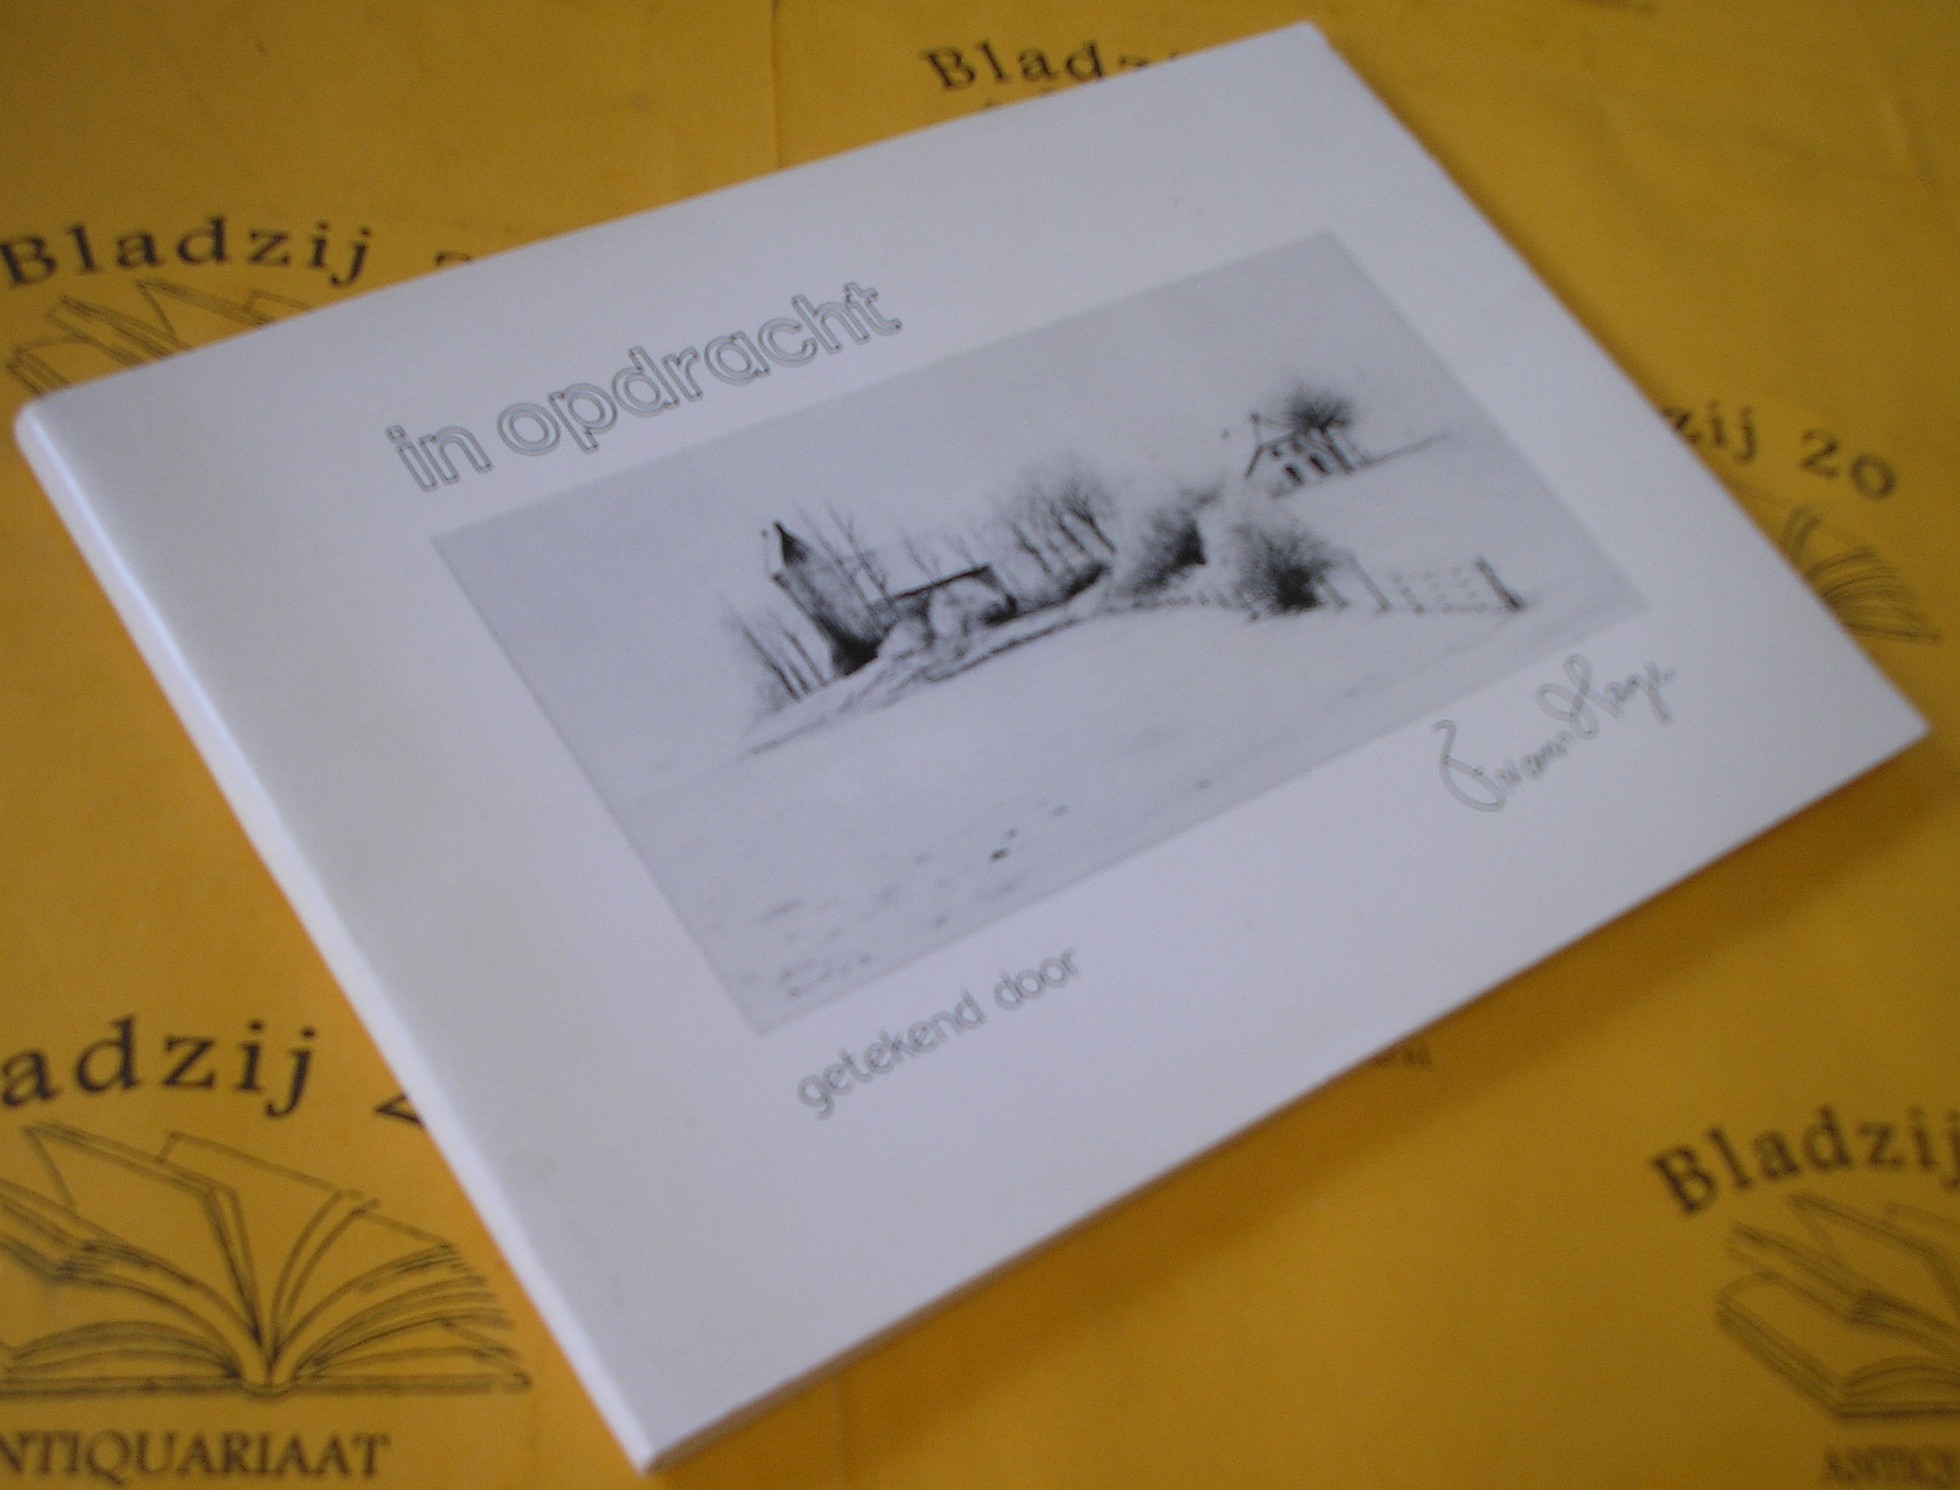 Bladz
Bladzij
in opdracht
zij 20
getekend door
adzij
Bladzij
NTIQUARIAAT